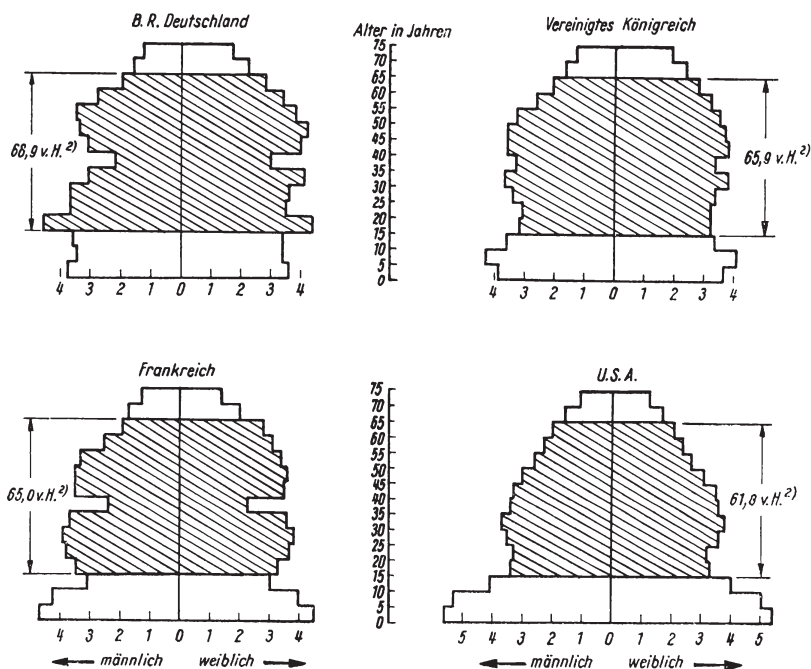 B. R. Deutschland
Alter in Jahren
Vereinigtes Königreich
75
70
65
60
55
50
45
40
35
30
25
20
15
10
5
0
66,9 v.H.²⁾
65,9 v.H.²⁾
4 3 2 1 0 1 2 3 4
4 3 2 1 0 1 2 3 4
Frankreich
U.S.A.
75
70
65
60
55
50
45
40
35
30
25
20
15
10
5
0
65,0 v.H.²⁾
61,8 v.H.²⁾
4 3 2 1 0 1 2 3 4
5 4 3 2 1 0 1 2 3 4 5
männlich weiblich
männlich weiblich